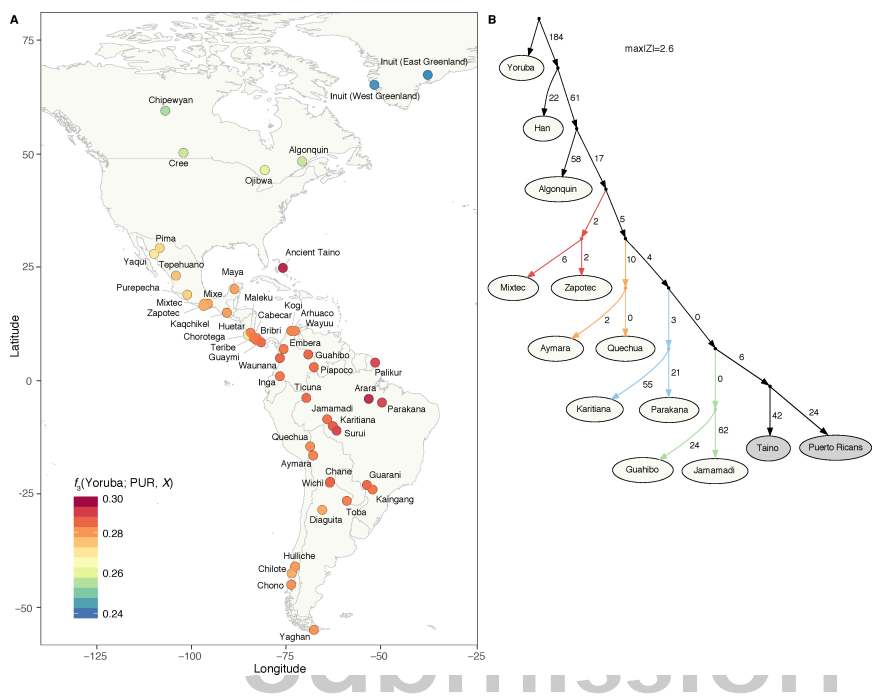 A
75
50
25
0
−25
−50
Latitude
−125
−100
−75
−50
−25
Longitude
Inuit (East Greenland)
Inuit (West Greenland)
Chipewyan
Cree
Algonquin
Ojibwa
Pima
Yaqui
Tepehuano
Ancient Taino
Purepecha
Maya
Mixe
Mixtec
Zapotec
Maleku
Kogi
Cabecar
Arhuaco
Kaqchikel
Huetar
Bribri
Wayuu
Chorotega
Embera
Teribe
Guaymi
Guahibo
Waunana
Piapoco
Palikur
Inga
Ticuna
Arara
Parakana
Jamamadi
Karitiana
Surui
Quechua
Aymara
Chane
Guarani
Wichi
Kaingang
Toba
Diaguita
Hulliche
Chilote
Chono
Yaghan
f3(Yoruba; PUR, X)
0.30
0.28
0.26
0.24
B
184
max|Z|=2.6
Yoruba
22
61
Han
58
17
Algonquin
2
5
6
2
10
4
Mixtec
Zapotec
2
0
3
0
Aymara
Quechua
55
21
0
6
Karitiana
Parakana
24
62
42
24
Guahibo
Jamamadi
Taino
Puerto Ricans
Submission